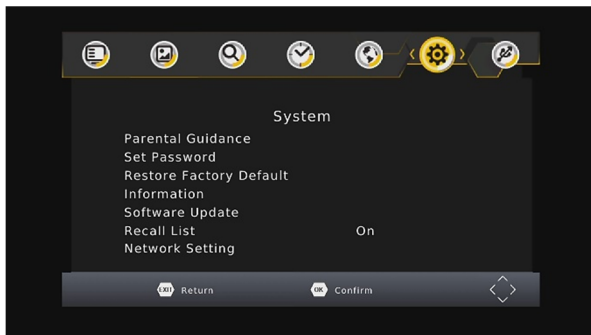 System
Parental Guidance
Set Password
Restore Factory Default
Information
Software Update
Recall List On
Network Setting
EXIT Return OK Confirm